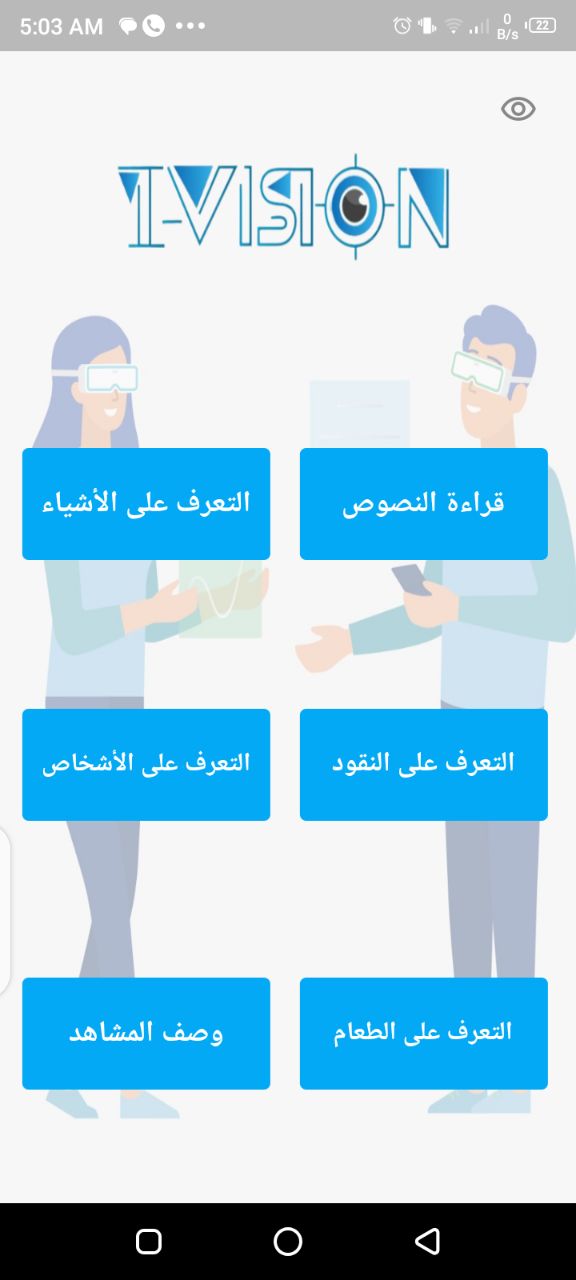 5:03 AM
0
B/s
22
1-VISION
قراءة النصوص
التعرف على الأشياء
التعرف على النقود
التعرف على الأشخاص
التعرف على الطعام
وصف المشاهد